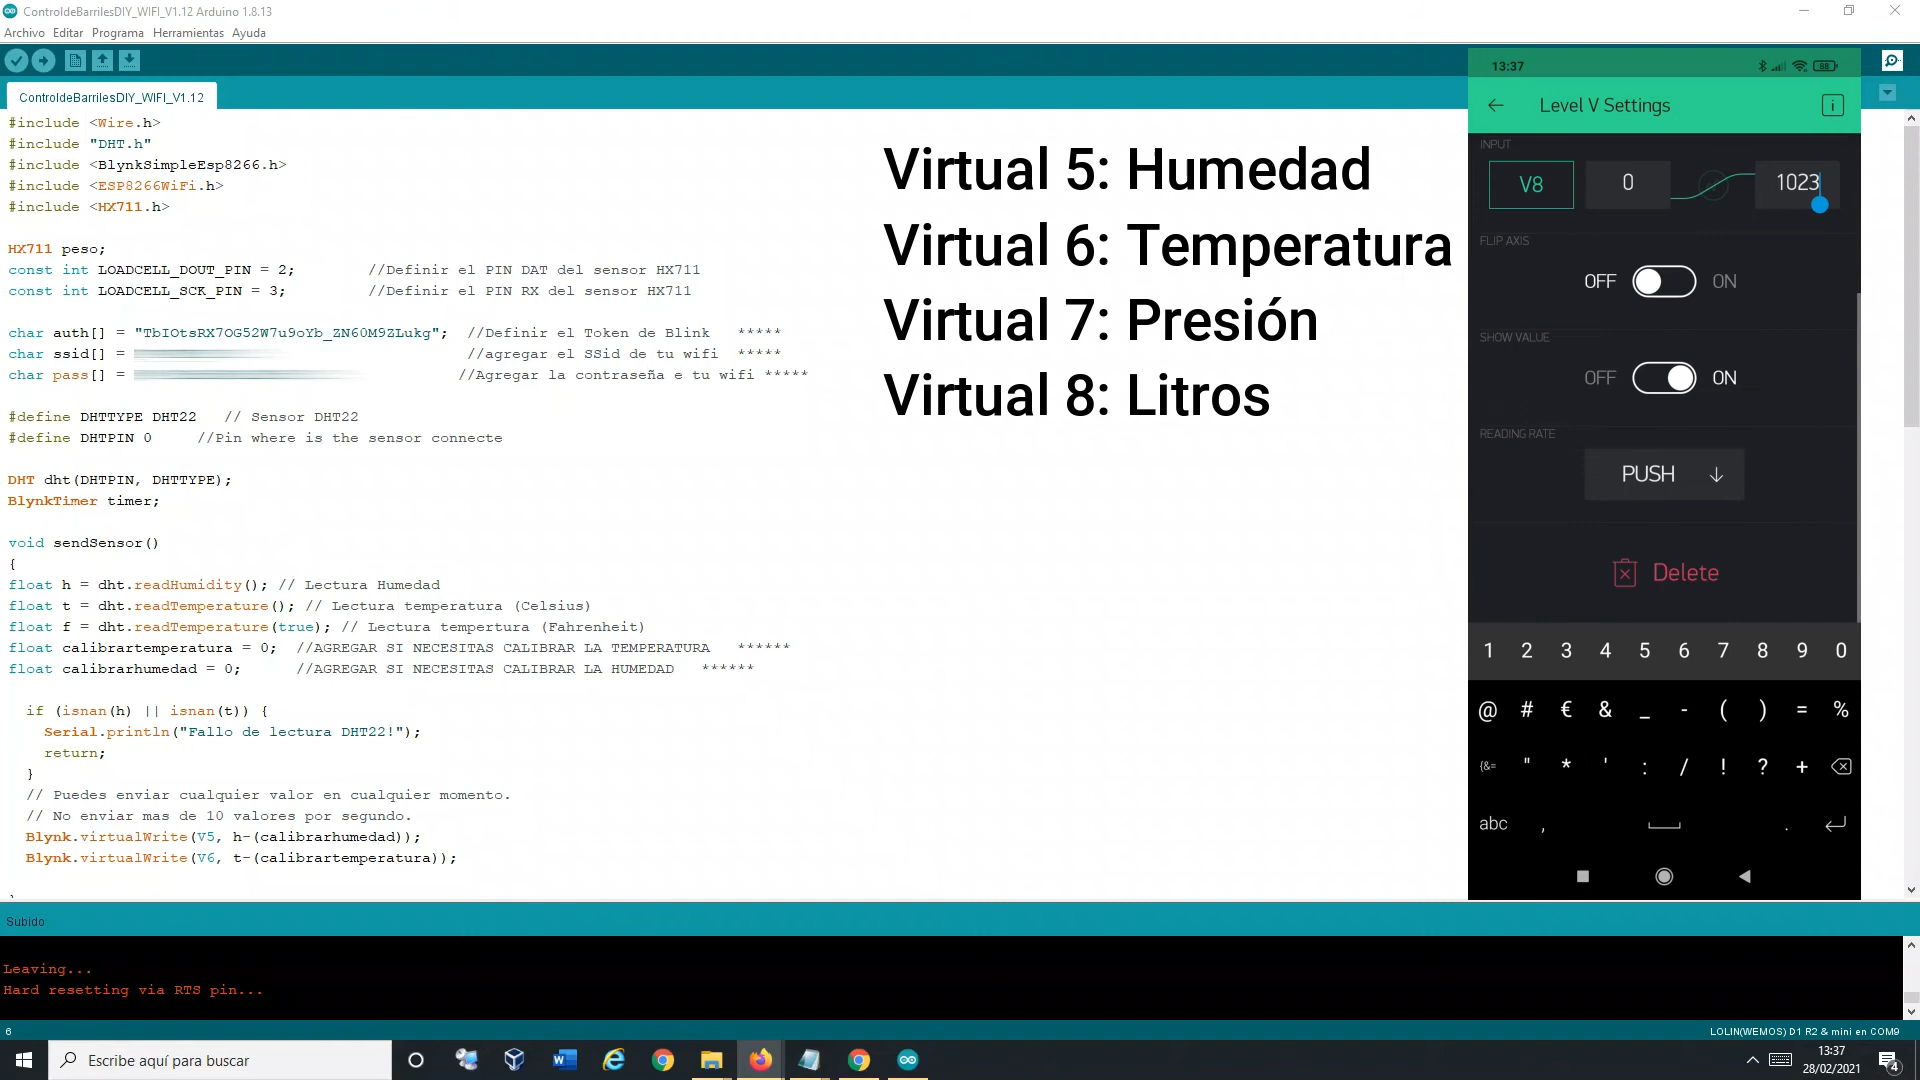 ControldeBarrilesDIY_WIFI_V1.12 Arduino 1.8.13
Archivo Editar Programa Herramientas Ayuda
ControldeBarrilesDIY_WIFI_V1.12
#include <Wire.h>
#include "DHT.h"
#include <BlynkSimpleEsp8266.h>
#include <ESP8266WiFi.h>
#include <HX711.h>
HX711 peso;
const int LOADCELL_DOUT_PIN = 2; //Definir el PIN DAT del sensor HX711
const int LOADCELL_SCK_PIN = 3; //Definir el PIN RX del sensor HX711
char auth[] = "TbIOtsRX7OG52W7u9oYb_ZN60M9ZLukg"; //Definir el Token de Blink *****
char ssid[] = //agregar el SSid de tu wifi *****
char pass[] = //Agregar la contraseña e tu wifi *****
#define DHTTYPE DHT22 // Sensor DHT22
#define DHTPIN 0 //Pin where is the sensor connecte
DHT dht(DHTPIN, DHTTYPE);
BlynkTimer timer;
void sendSensor()
{
float h = dht.readHumidity(); // Lectura Humedad
float t = dht.readTemperature(); // Lectura temperatura (Celsius)
float f = dht.readTemperature(true); // Lectura tempertura (Fahrenheit)
float calibrartemperatura = 0; //AGREGAR SI NECESITAS CALIBRAR LA TEMPERATURA ******
float calibrarhumedad = 0; //AGREGAR SI NECESITAS CALIBRAR LA HUMEDAD ******
if (isnan(h) || isnan(t)) {
Serial.println("Fallo de lectura DHT22!");
return;
}
// Puedes enviar cualquier valor en cualquier momento.
// No enviar mas de 10 valores por segundo.
Blynk.virtualWrite(V5, h-(calibrarhumedad));
Blynk.virtualWrite(V6, t-(calibrartemperatura));
Virtual 5: Humedad
Virtual 6: Temperatura
Virtual 7: Presión
Virtual 8: Litros
13:37
88
Level V Settings
i
INPUT
V8 0 1023
FLIP AXIS
OFF ON
SHOW VALUE
OFF ON
READING RATE
PUSH
Delete
1 2 3 4 5 6 7 8 9 0
@ # € & _ - ( ) = %
{&= " * ' : / ! ? +
abc , .
Subido
Leaving...
Hard resetting via RTS pin...
6
LOLIN(WEMOS) D1 R2 & mini en COM9
Escribe aquí para buscar
13:37
28/02/2021
4